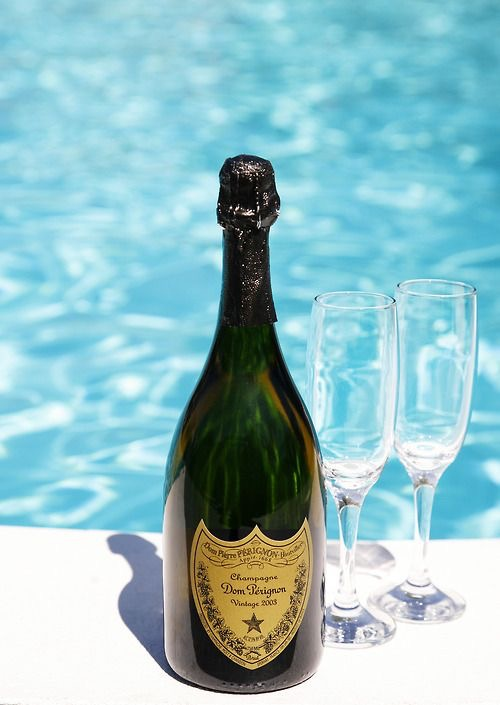 Dom Pierre PÉRIGNON
Champagne
Dom Pérignon
Vintage 2003